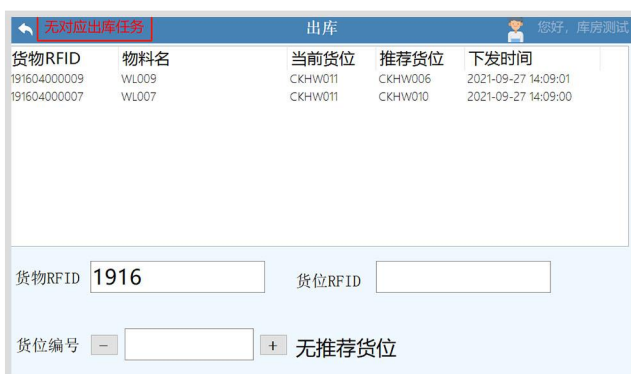 无对应出库任务 出库 您好，库房测试
货物RFID 物料名 当前货位 推荐货位 下发时间
191604000009 WL009 CKHW011 CKHW006 2021-09-27 14:09:01
191604000007 WL007 CKHW011 CKHW010 2021-09-27 14:09:00
货物RFID 1916 货位RFID
货位编号 － + 无推荐货位